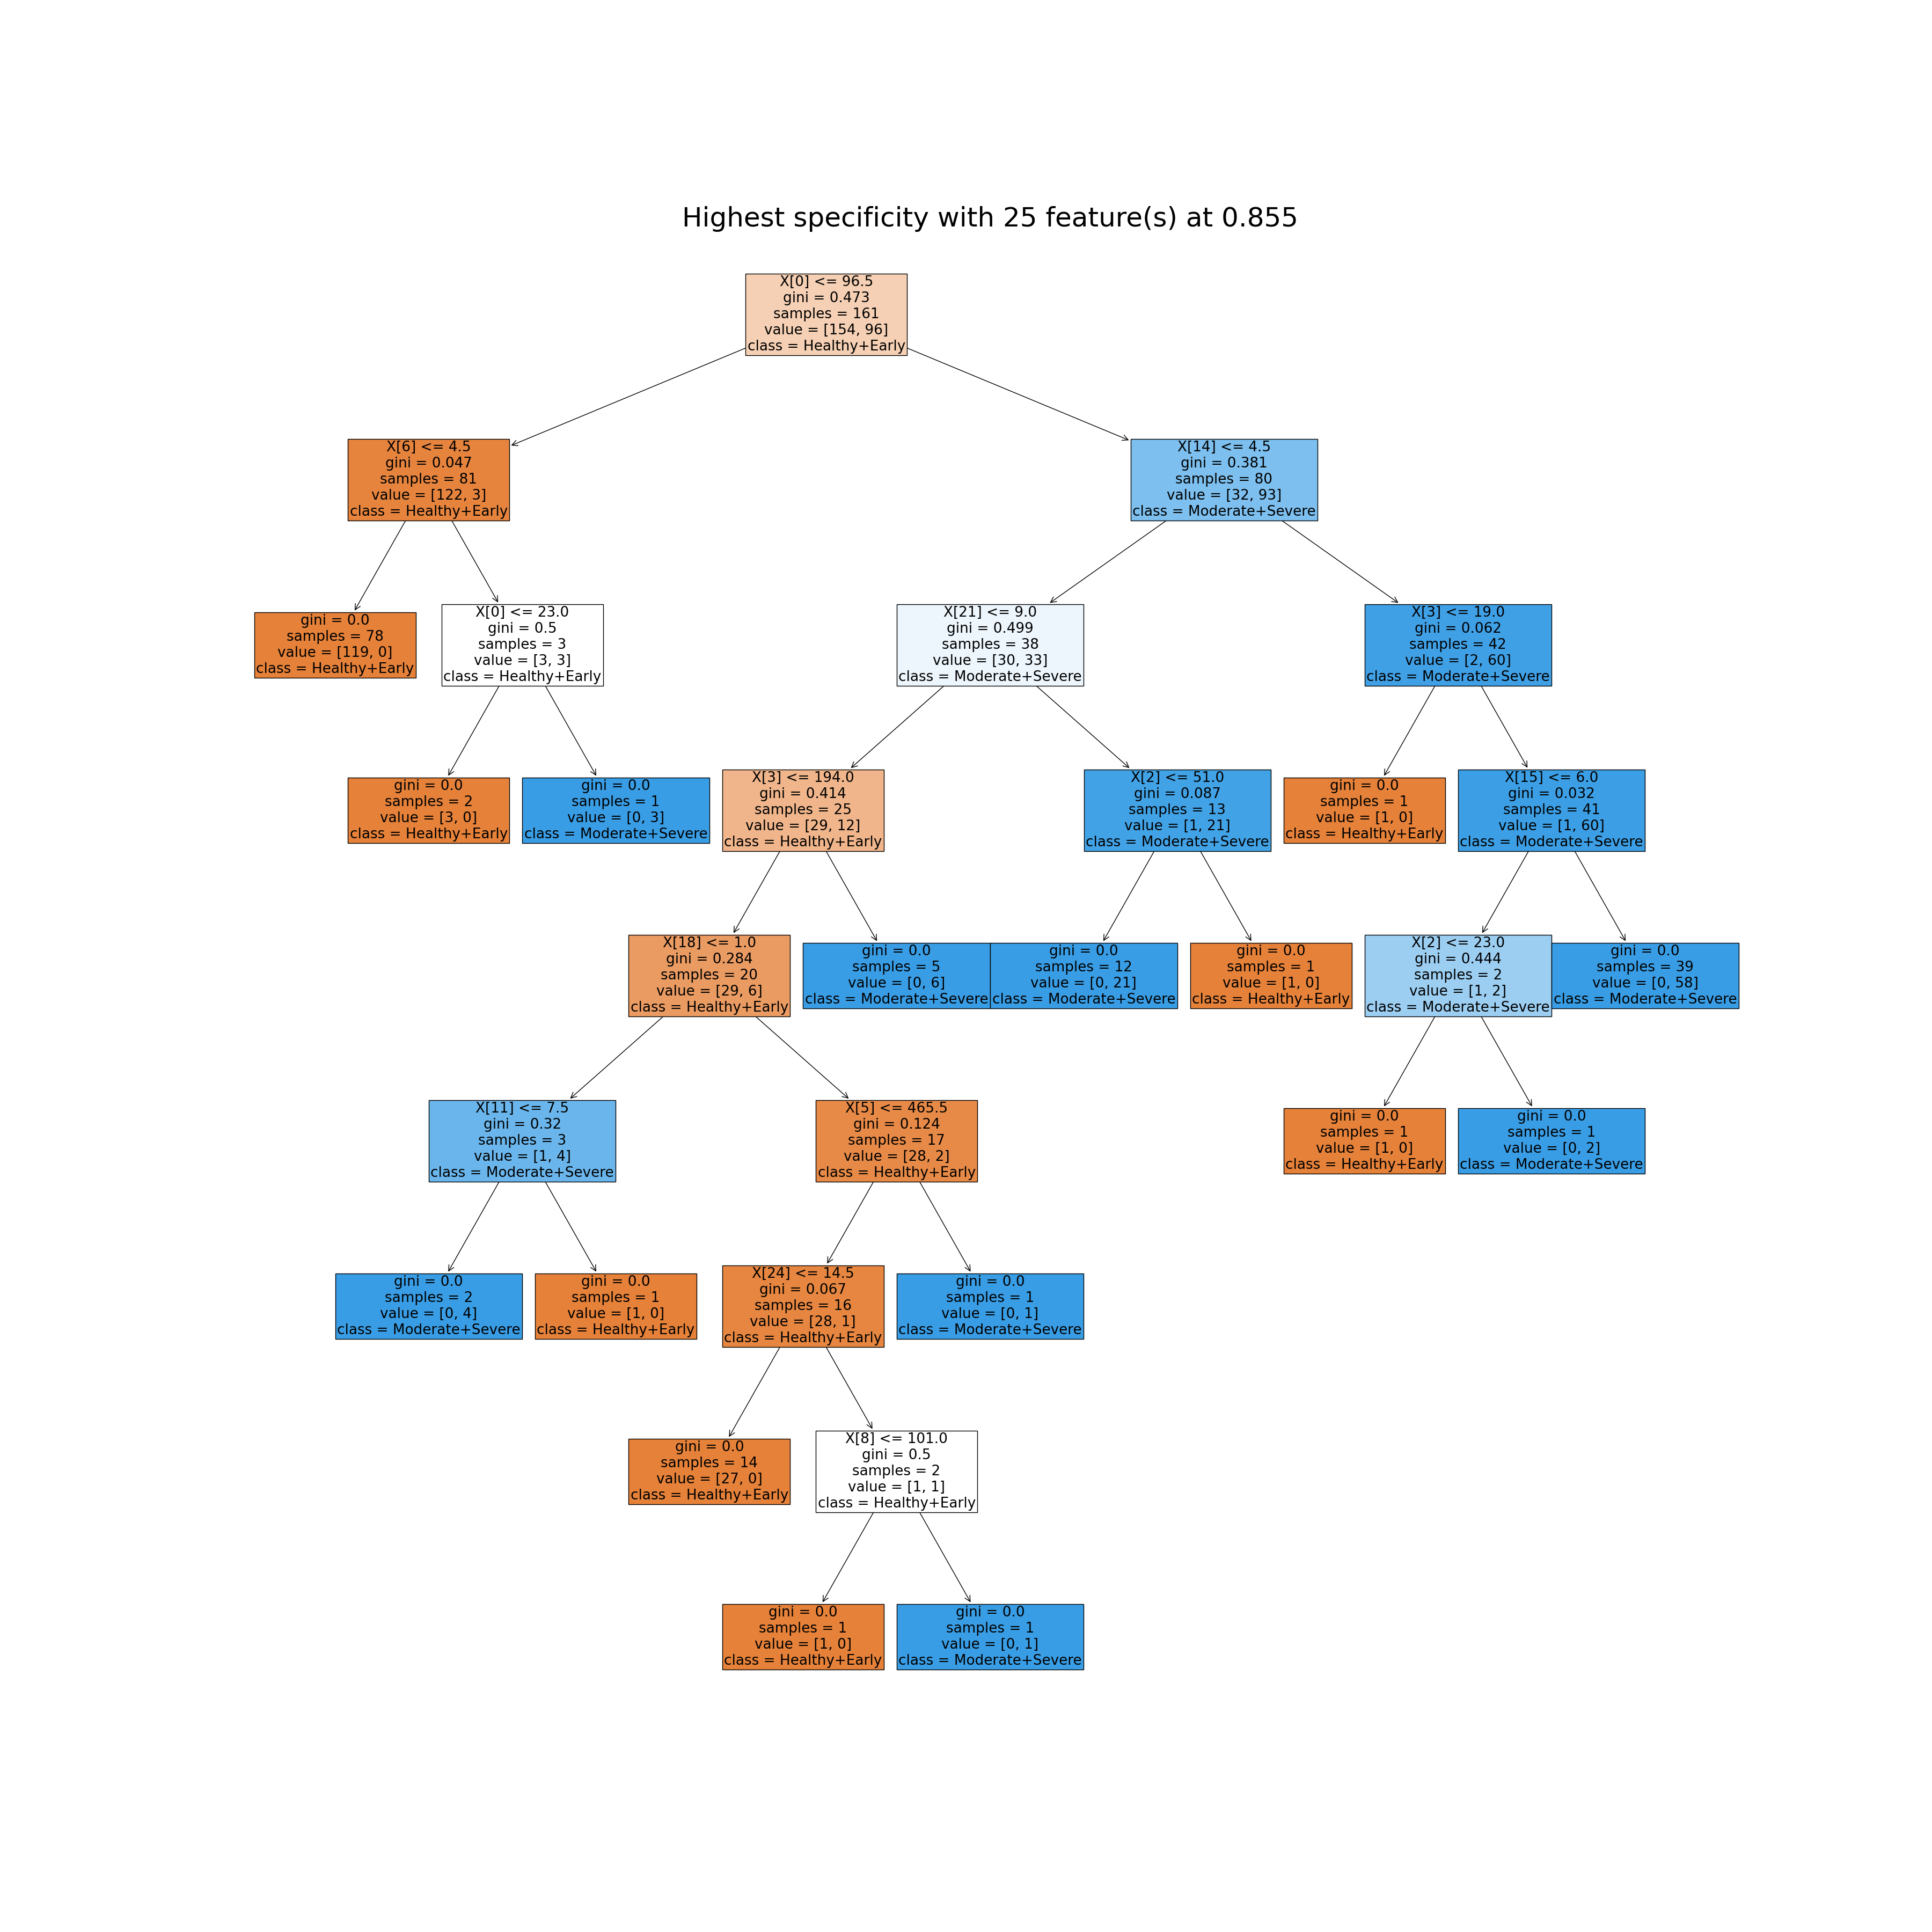 Highest specificity with 25 feature(s) at 0.855
X[0] <= 96.5
gini = 0.473
samples = 161
value = [154, 96]
class = Healthy+Early
X[6] <= 4.5
gini = 0.047
samples = 81
value = [122, 3]
class = Healthy+Early
X[14] <= 4.5
gini = 0.381
samples = 80
value = [32, 93]
class = Moderate+Severe
gini = 0.0
samples = 78
value = [119, 0]
class = Healthy+Early
X[0] <= 23.0
gini = 0.5
samples = 3
value = [3, 3]
class = Healthy+Early
X[21] <= 9.0
gini = 0.499
samples = 38
value = [30, 33]
class = Moderate+Severe
X[3] <= 19.0
gini = 0.062
samples = 42
value = [2, 60]
class = Moderate+Severe
gini = 0.0
samples = 2
value = [3, 0]
class = Healthy+Early
gini = 0.0
samples = 1
value = [0, 3]
class = Moderate+Severe
X[3] <= 194.0
gini = 0.414
samples = 25
value = [29, 12]
class = Healthy+Early
X[2] <= 51.0
gini = 0.087
samples = 13
value = [1, 21]
class = Moderate+Severe
gini = 0.0
samples = 1
value = [1, 0]
class = Healthy+Early
X[15] <= 6.0
gini = 0.032
samples = 41
value = [1, 60]
class = Moderate+Severe
X[18] <= 1.0
gini = 0.284
samples = 20
value = [29, 6]
class = Healthy+Early
gini = 0.0
samples = 5
value = [0, 6]
class = Moderate+Severe
gini = 0.0
samples = 12
value = [0, 21]
class = Moderate+Severe
gini = 0.0
samples = 1
value = [1, 0]
class = Healthy+Early
X[2] <= 23.0
gini = 0.444
samples = 2
value = [1, 2]
class = Moderate+Severe
gini = 0.0
samples = 39
value = [0, 58]
class = Moderate+Severe
X[11] <= 7.5
gini = 0.32
samples = 3
value = [1, 4]
class = Moderate+Severe
X[5] <= 465.5
gini = 0.124
samples = 17
value = [28, 2]
class = Healthy+Early
gini = 0.0
samples = 1
value = [1, 0]
class = Healthy+Early
gini = 0.0
samples = 1
value = [0, 2]
class = Moderate+Severe
gini = 0.0
samples = 2
value = [0, 4]
class = Moderate+Severe
gini = 0.0
samples = 1
value = [1, 0]
class = Healthy+Early
X[24] <= 14.5
gini = 0.067
samples = 16
value = [28, 1]
class = Healthy+Early
gini = 0.0
samples = 1
value = [0, 1]
class = Moderate+Severe
gini = 0.0
samples = 14
value = [27, 0]
class = Healthy+Early
X[8] <= 101.0
gini = 0.5
samples = 2
value = [1, 1]
class = Healthy+Early
gini = 0.0
samples = 1
value = [1, 0]
class = Healthy+Early
gini = 0.0
samples = 1
value = [0, 1]
class = Moderate+Severe